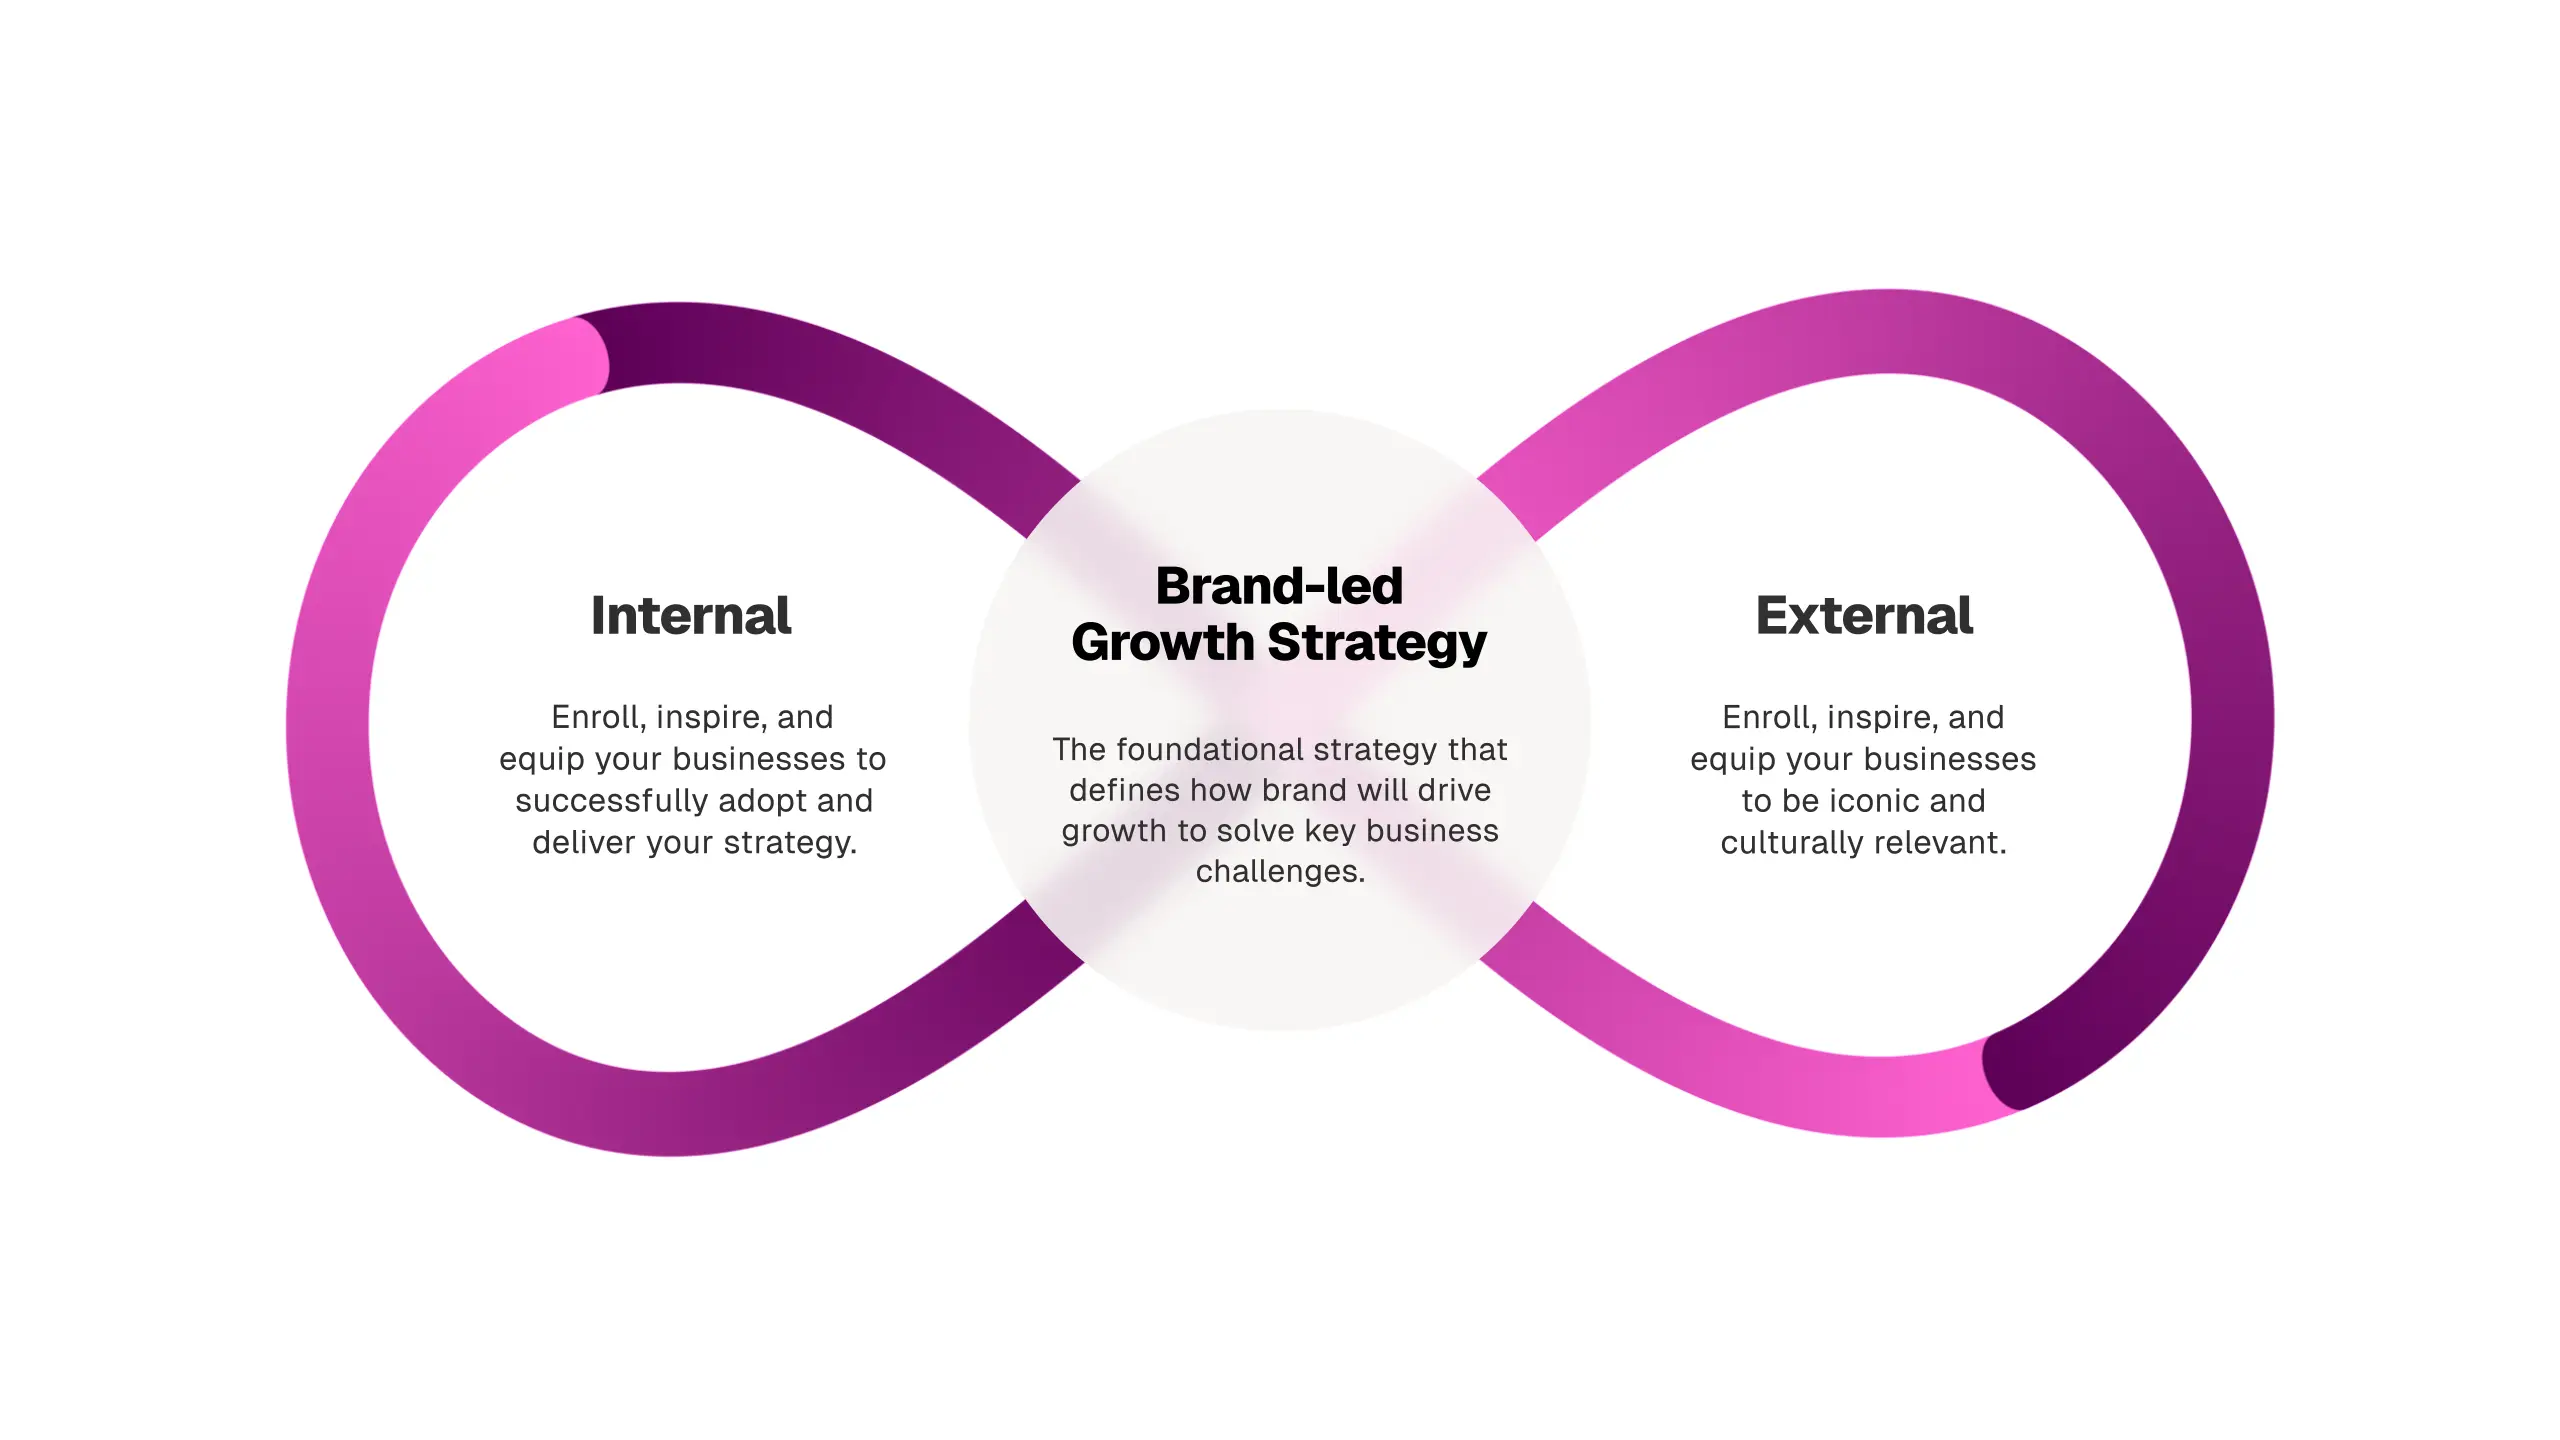 Internal
Enroll, inspire, and
equip your businesses to
successfully adopt and
deliver your strategy.
Brand-led
Growth Strategy
The foundational strategy that
defines how brand will drive
growth to solve key business
challenges.
External
Enroll, inspire, and
equip your businesses
to be iconic and
culturally relevant.